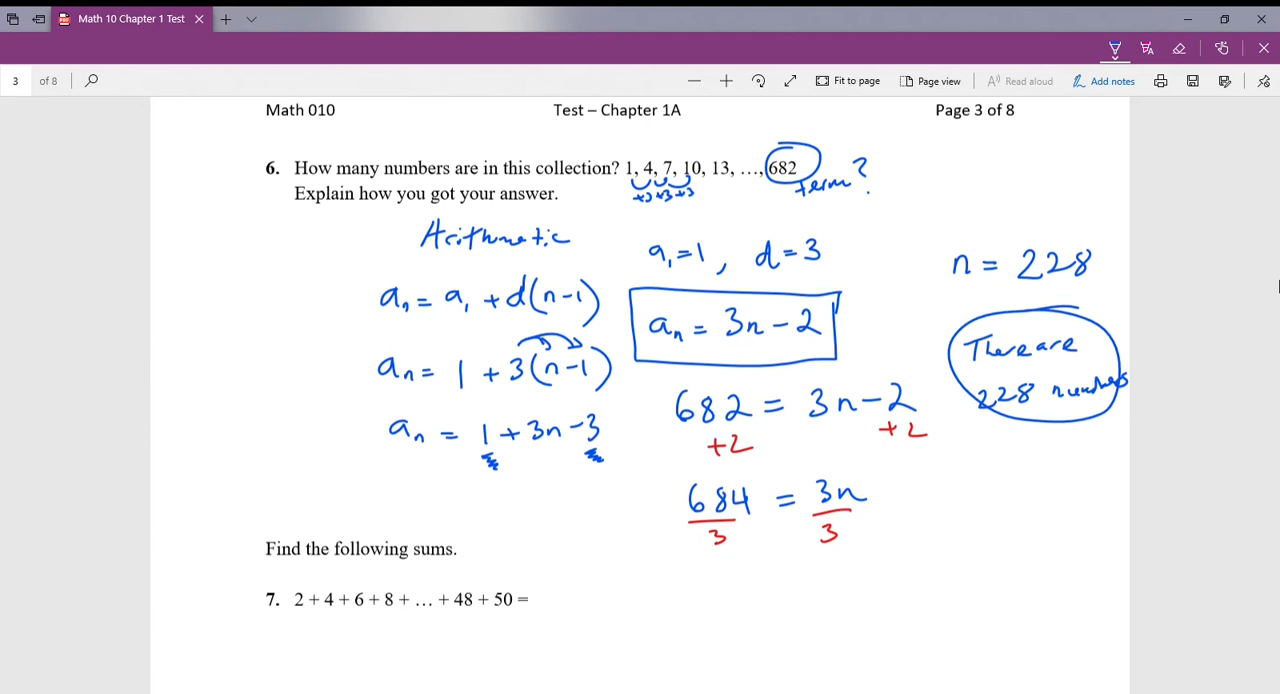 Math 10 Chapter 1 Test
3 of 8
Fit to page
Page view
Read aloud
Add notes
Math 010 Test – Chapter 1A Page 3 of 8
6. How many numbers are in this collection? 1, 4, 7, 10, 13, …, 682
Explain how you got your answer.
+3 +3 +3
term?
Arithmetic
a₁ = 1, d = 3
aₙ = a₁ + d(n-1)
aₙ = 1 + 3(n-1)
aₙ = 1 + 3n - 3
aₙ = 3n - 2
682 = 3n - 2
+2 +2
684 = 3n
3 3
n = 228
There are
228 numbers
Find the following sums.
7. 2 + 4 + 6 + 8 + … + 48 + 50 =